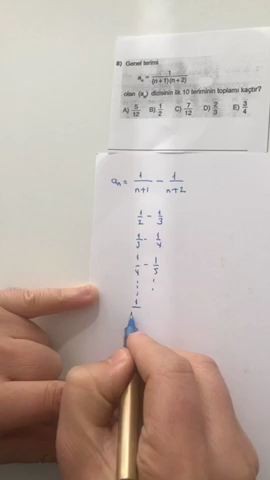 8) Genel terimi
aₙ = 1/(n+1)(n+2)
olan (aₙ) dizisinin ilk 10 teriminin toplamı kaçtır?
A) 5/12 B) 1/2 C) 7/12 D) 2/3 E) 3/4
aₙ = 1/n+1 − 1/n+2
1/2 − 1/3
1/3 − 1/4
1/4 − 1/5
⋮ ⋮
1